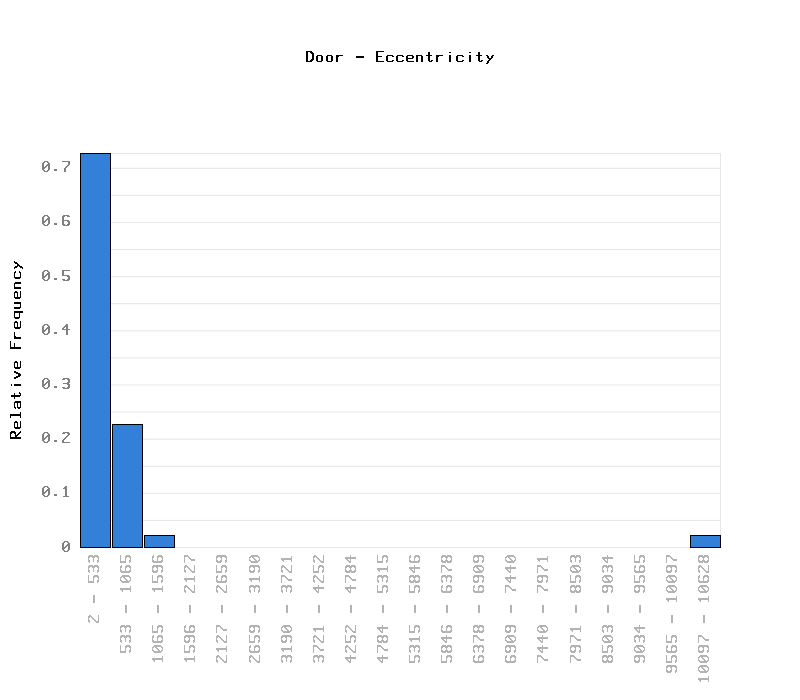 Door - Eccentricity
Relative Frequency
0.7
0.6
0.5
0.4
0.3
0.2
0.1
0
2 - 533
533 - 1065
1065 - 1596
1596 - 2127
2127 - 2659
2659 - 3190
3190 - 3721
3721 - 4252
4252 - 4784
4784 - 5315
5315 - 5846
5846 - 6378
6378 - 6909
6909 - 7440
7440 - 7971
7971 - 8503
8503 - 9034
9034 - 9565
9565 - 10097
10097 - 10628